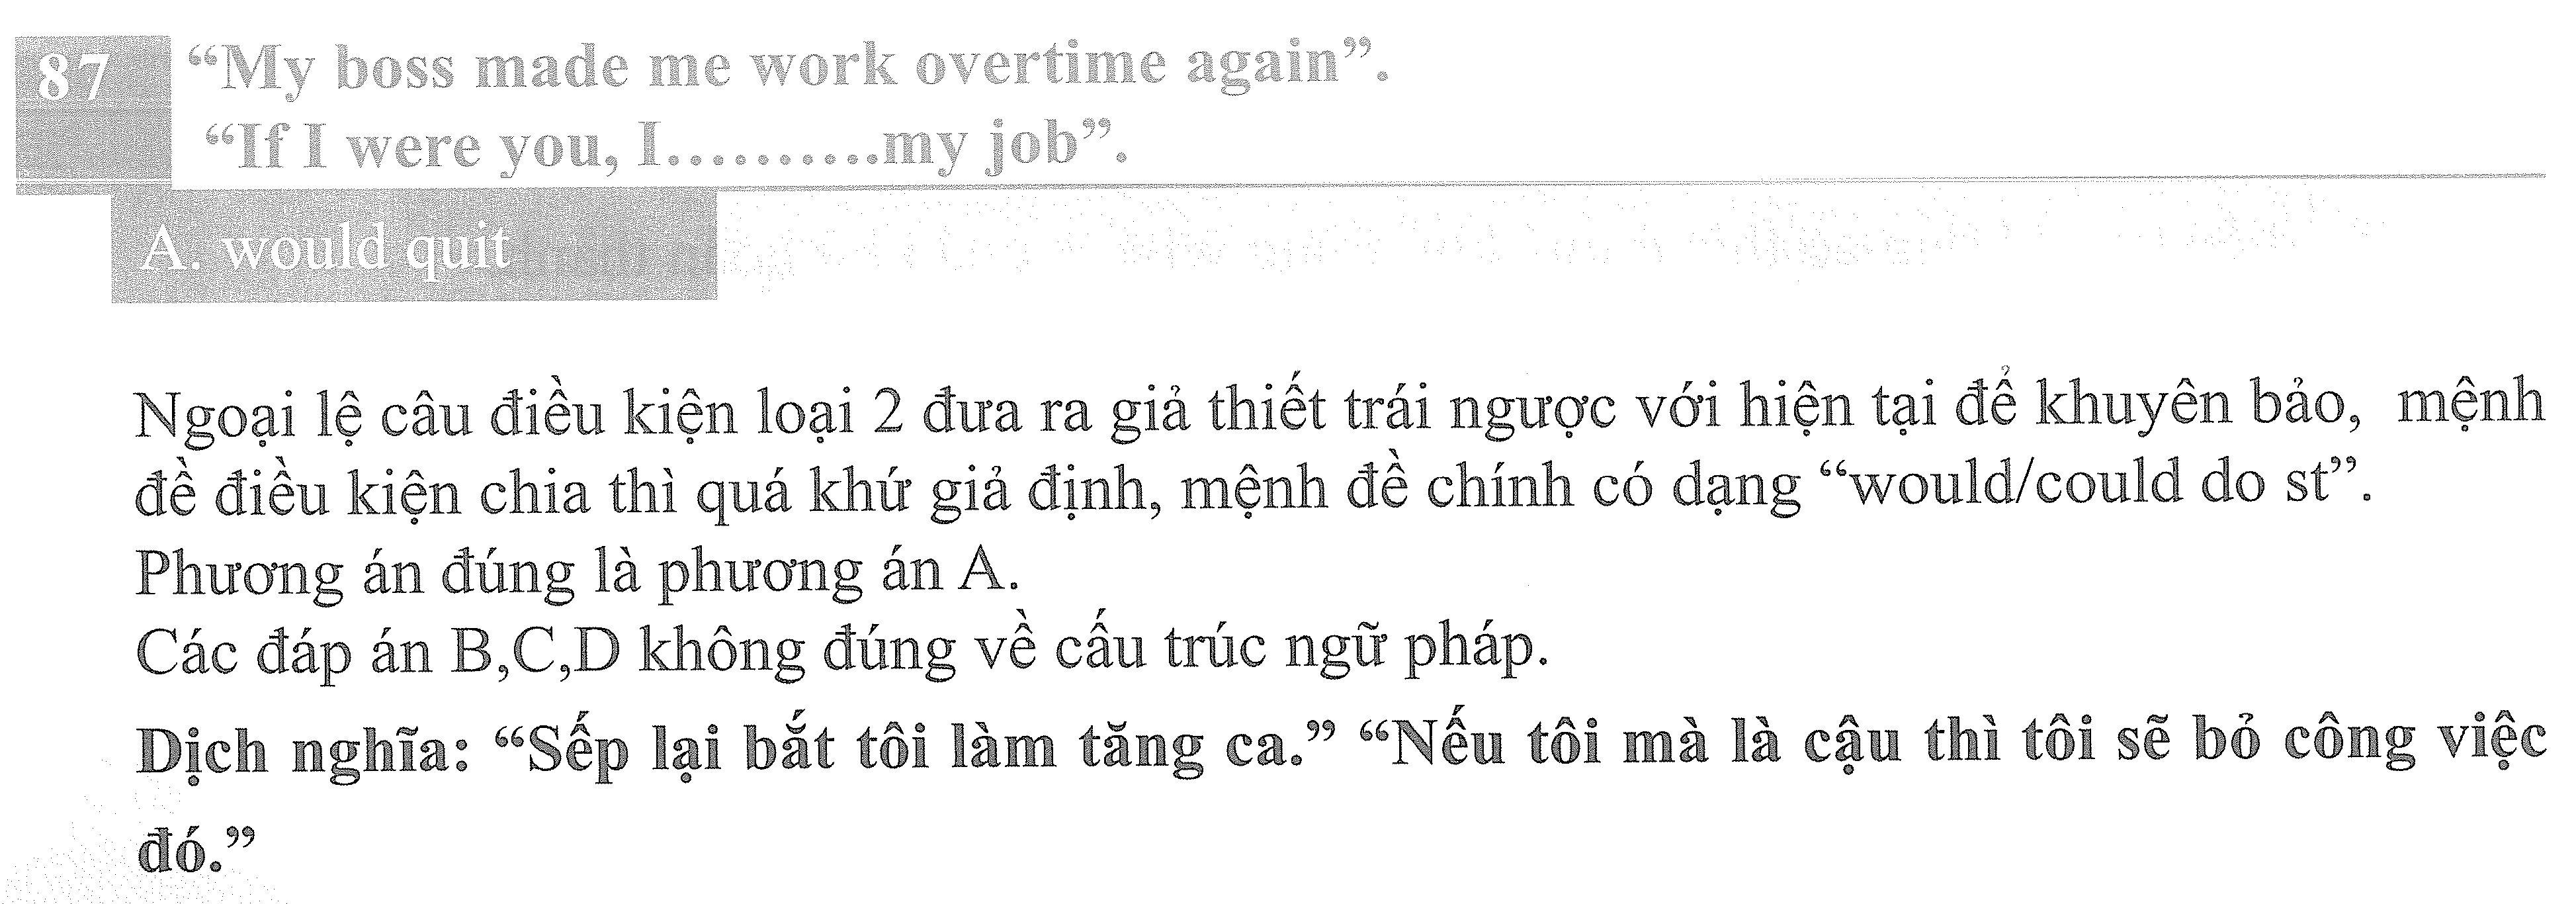 87 “My boss made me work overtime again”.
“If I were you, I..........my job”.
A. would quit
Ngoại lệ câu điều kiện loại 2 đưa ra giả thiết trái ngược với hiện tại để khuyên bảo, mệnh
đề điều kiện chia thì quá khứ giả định, mệnh đề chính có dạng “would/could do st”.
Phương án đúng là phương án A.
Các đáp án B,C,D không đúng về cấu trúc ngữ pháp.
Dịch nghĩa: “Sếp lại bắt tôi làm tăng ca.” “Nếu tôi mà là cậu thì tôi sẽ bỏ công việc
đó.”